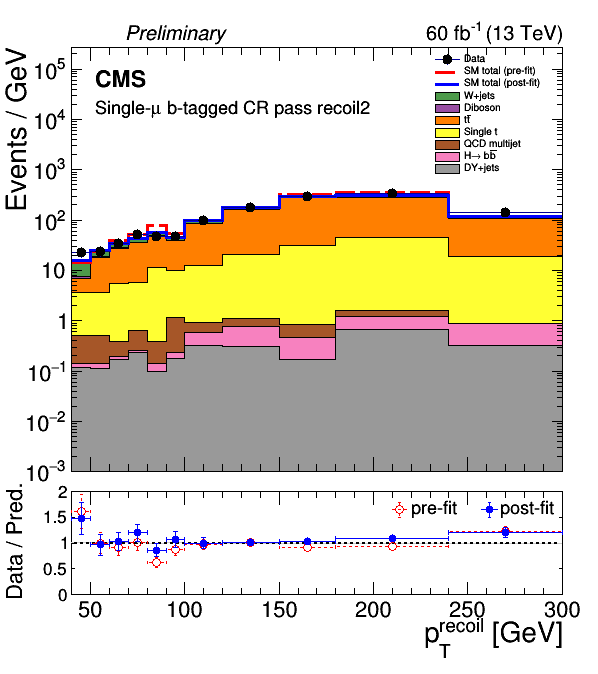 Preliminary 60 fb⁻¹ (13 TeV)
Events / GeV
10⁵
10⁴
10³
10²
10
1
10⁻¹
10⁻²
10⁻³
CMS
Single-μ b-tagged CR pass recoil2
Data
SM total (pre-fit)
SM total (post-fit)
W+jets
Diboson
tt̅
Single t
QCD multijet
H→ bb̅
DY+jets
Data / Pred.
2
1.5
1
0.5
0
pre-fit post-fit
50 100 150 200 250 300
p_T^recoil [GeV]